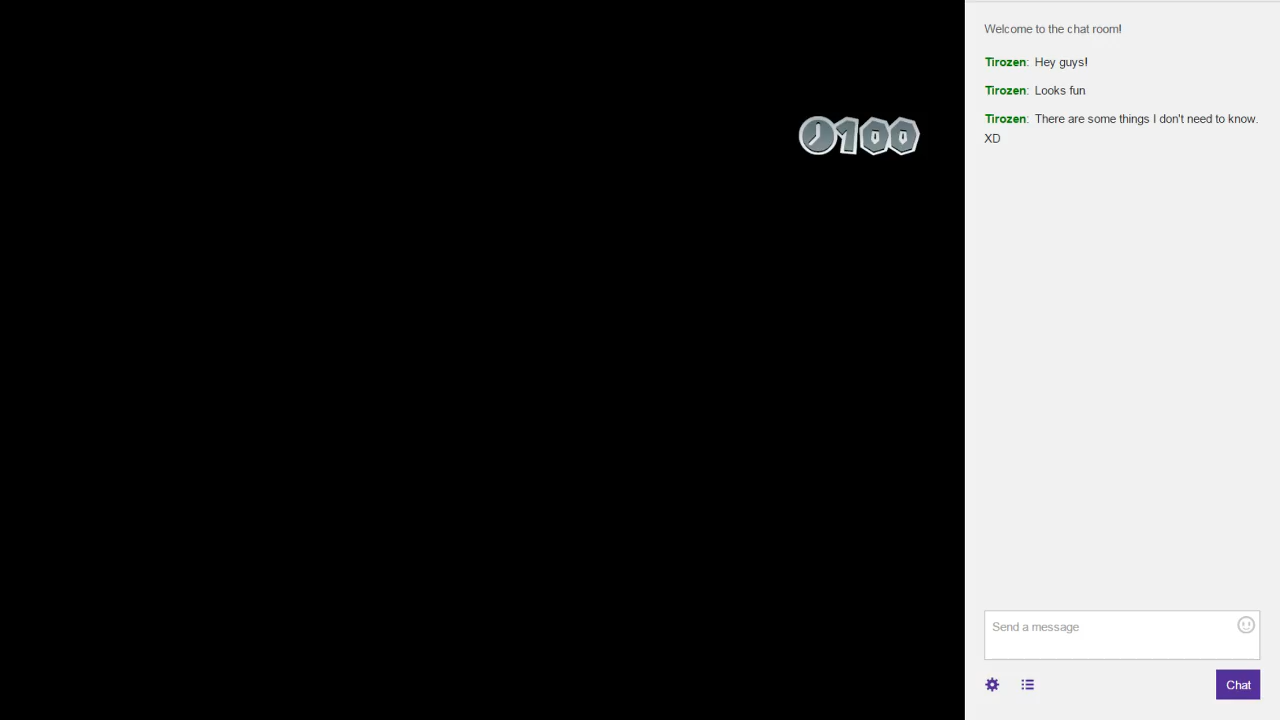 Welcome to the chat room!
Tirozen: Hey guys!
Tirozen: Looks fun
100
Tirozen: There are some things I don't need to know.
XD
Send a message
Chat